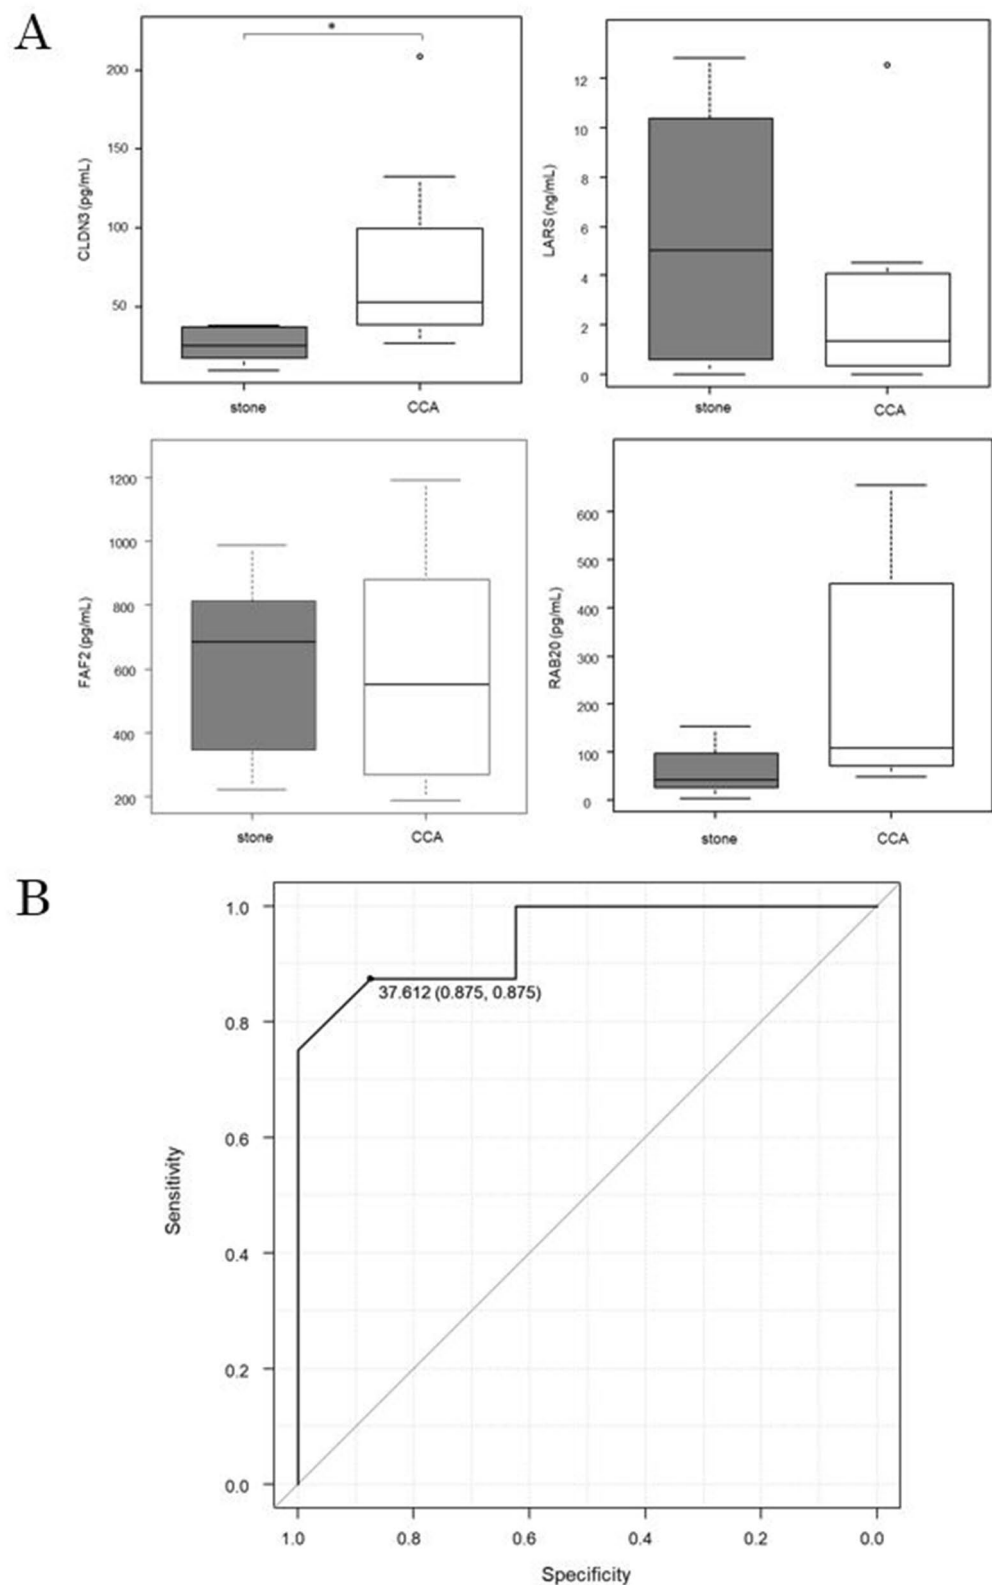 A
*
CLDN3 (pg/mL)
200
150
100
50
stone
CCA
LARS (ng/mL)
12
10
8
6
4
2
0
stone
CCA
FAF2 (pg/mL)
1200
1000
800
600
400
200
stone
CCA
RAB20 (pg/mL)
600
500
400
300
200
100
0
stone
CCA
B
Sensitivity
1.0
0.8
0.6
0.4
0.2
0.0
37.612 (0.875, 0.875)
1.0 0.8 0.6 0.4 0.2 0.0
Specificity